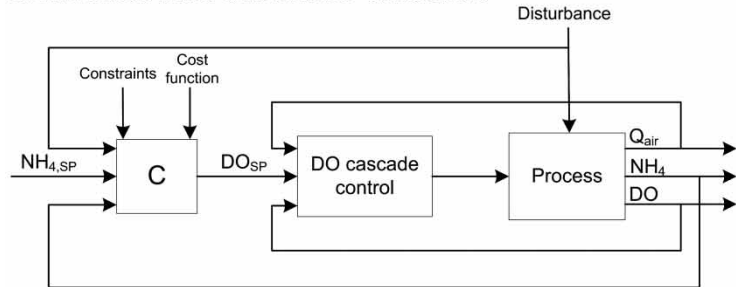 Disturbance
Cost
function
Constraints
Qair
NH4,SP
C
DOSP
DO cascade
control
Process
NH4
DO